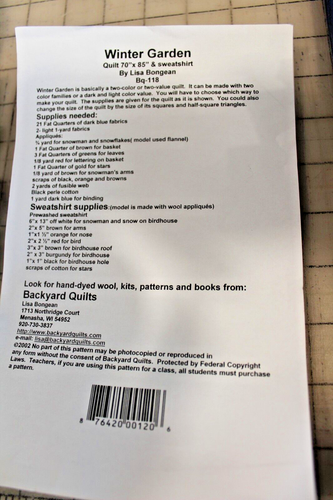 Winter Garden
Quilt 70"x 85" & sweatshirt
By Lisa Bongean
Bq-118
Winter Garden is basically a two-color or two-value quilt. It can be made with two
color families or a dark and light color value. You will have to choose which way to
make your quilt. The supplies are given for the quilt as it is shown. You could also
change the size of the quilt by the size of its squares and half-square triangles.
Supplies needed:
21 Fat Quarters of dark blue fabrics
2- light 1-yard fabrics
Appliqués:
¾ yard for snowman and snowflakes( model used flannel)
1 Fat Quarter of brown for basket
3 Fat Quarters of greens for leaves
1/8 yard red for lettering on basket
1 Fat Quarter of gold for stars
1/8 yard of brown for snowman's arms
scraps of black, orange and browns
2 yards of fusible web
Black perle cotton
1 yard dark blue for binding
Sweatshirt supplies:(model is made with wool appliqués)
Prewashed sweatshirt
6"x 13" off white for snowman and snow on birdhouse
2"x 5" brown for arms
1"x1 ½" orange for nose
2"x 2 ½" red for bird
3"x 3" brown for birdhouse roof
2" x 3" burgundy for birdhouse
1"x 1" black for birdhouse hole
scraps of cotton for stars
Look for hand-dyed wool, kits, patterns and books from:
Backyard Quilts
Lisa Bongean
1713 Northridge Court
Menasha, WI 54952
920-730-3837
http://www.backyardquilts.com
e-mail: lisa@backyardquilts.com
©2002 No part of this pattern may be photocopied or reproduced in
any form without the consent of Backyard Quilts. Protected by Federal Copyright
Laws. Teachers, if you are using this pattern for a class, all students must purchase
a pattern.
8 76420 00120 6